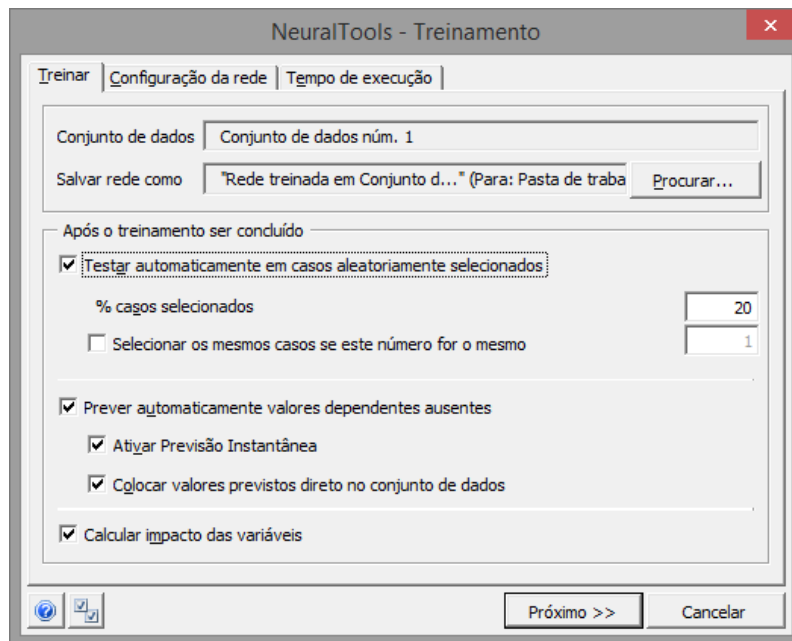 NeuralTools - Treinamento
Treinar Configuração da rede Tempo de execução
Conjunto de dados Conjunto de dados núm. 1
Salvar rede como "Rede treinada em Conjunto d..." (Para: Pasta de traba Procurar...
Após o treinamento ser concluído
Testar automaticamente em casos aleatoriamente selecionados
% casos selecionados 20
Selecionar os mesmos casos se este número for o mesmo 1
Prever automaticamente valores dependentes ausentes
Ativar Previsão Instantânea
Colocar valores previstos direto no conjunto de dados
Calcular impacto das variáveis
Próximo >> Cancelar